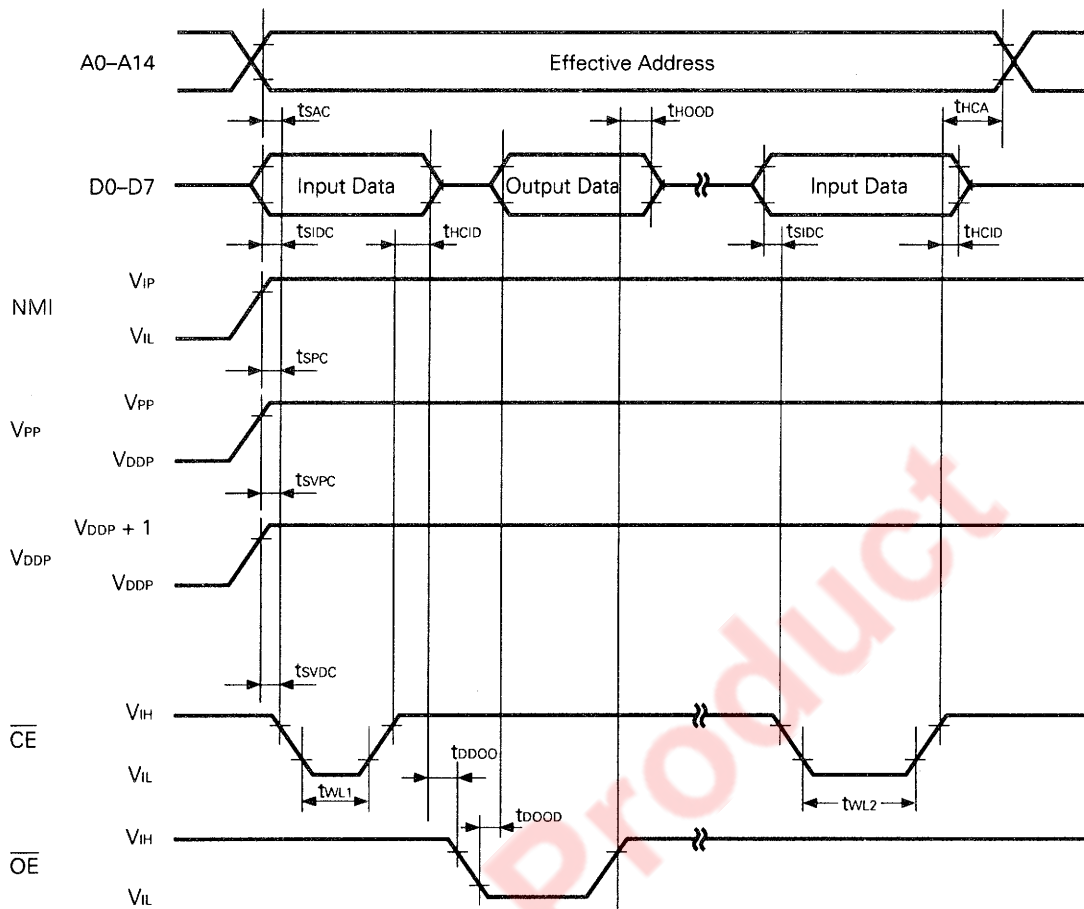 A0–A14
Effective Address
tSAC
tHOOD
tHCA
D0–D7
Input Data
Output Data
Input Data
tSIDC
tHCID
tSIDC
tHCID
NMI
VIP
VIL
tSPC
VPP
VPP
VDDP
tSVPC
VDDP + 1
VDDP
VDDP
tSVDC
CE
VIH
VIL
tWL1
tDDOO
tWL2
tDOOD
OE
VIH
VIL
Product